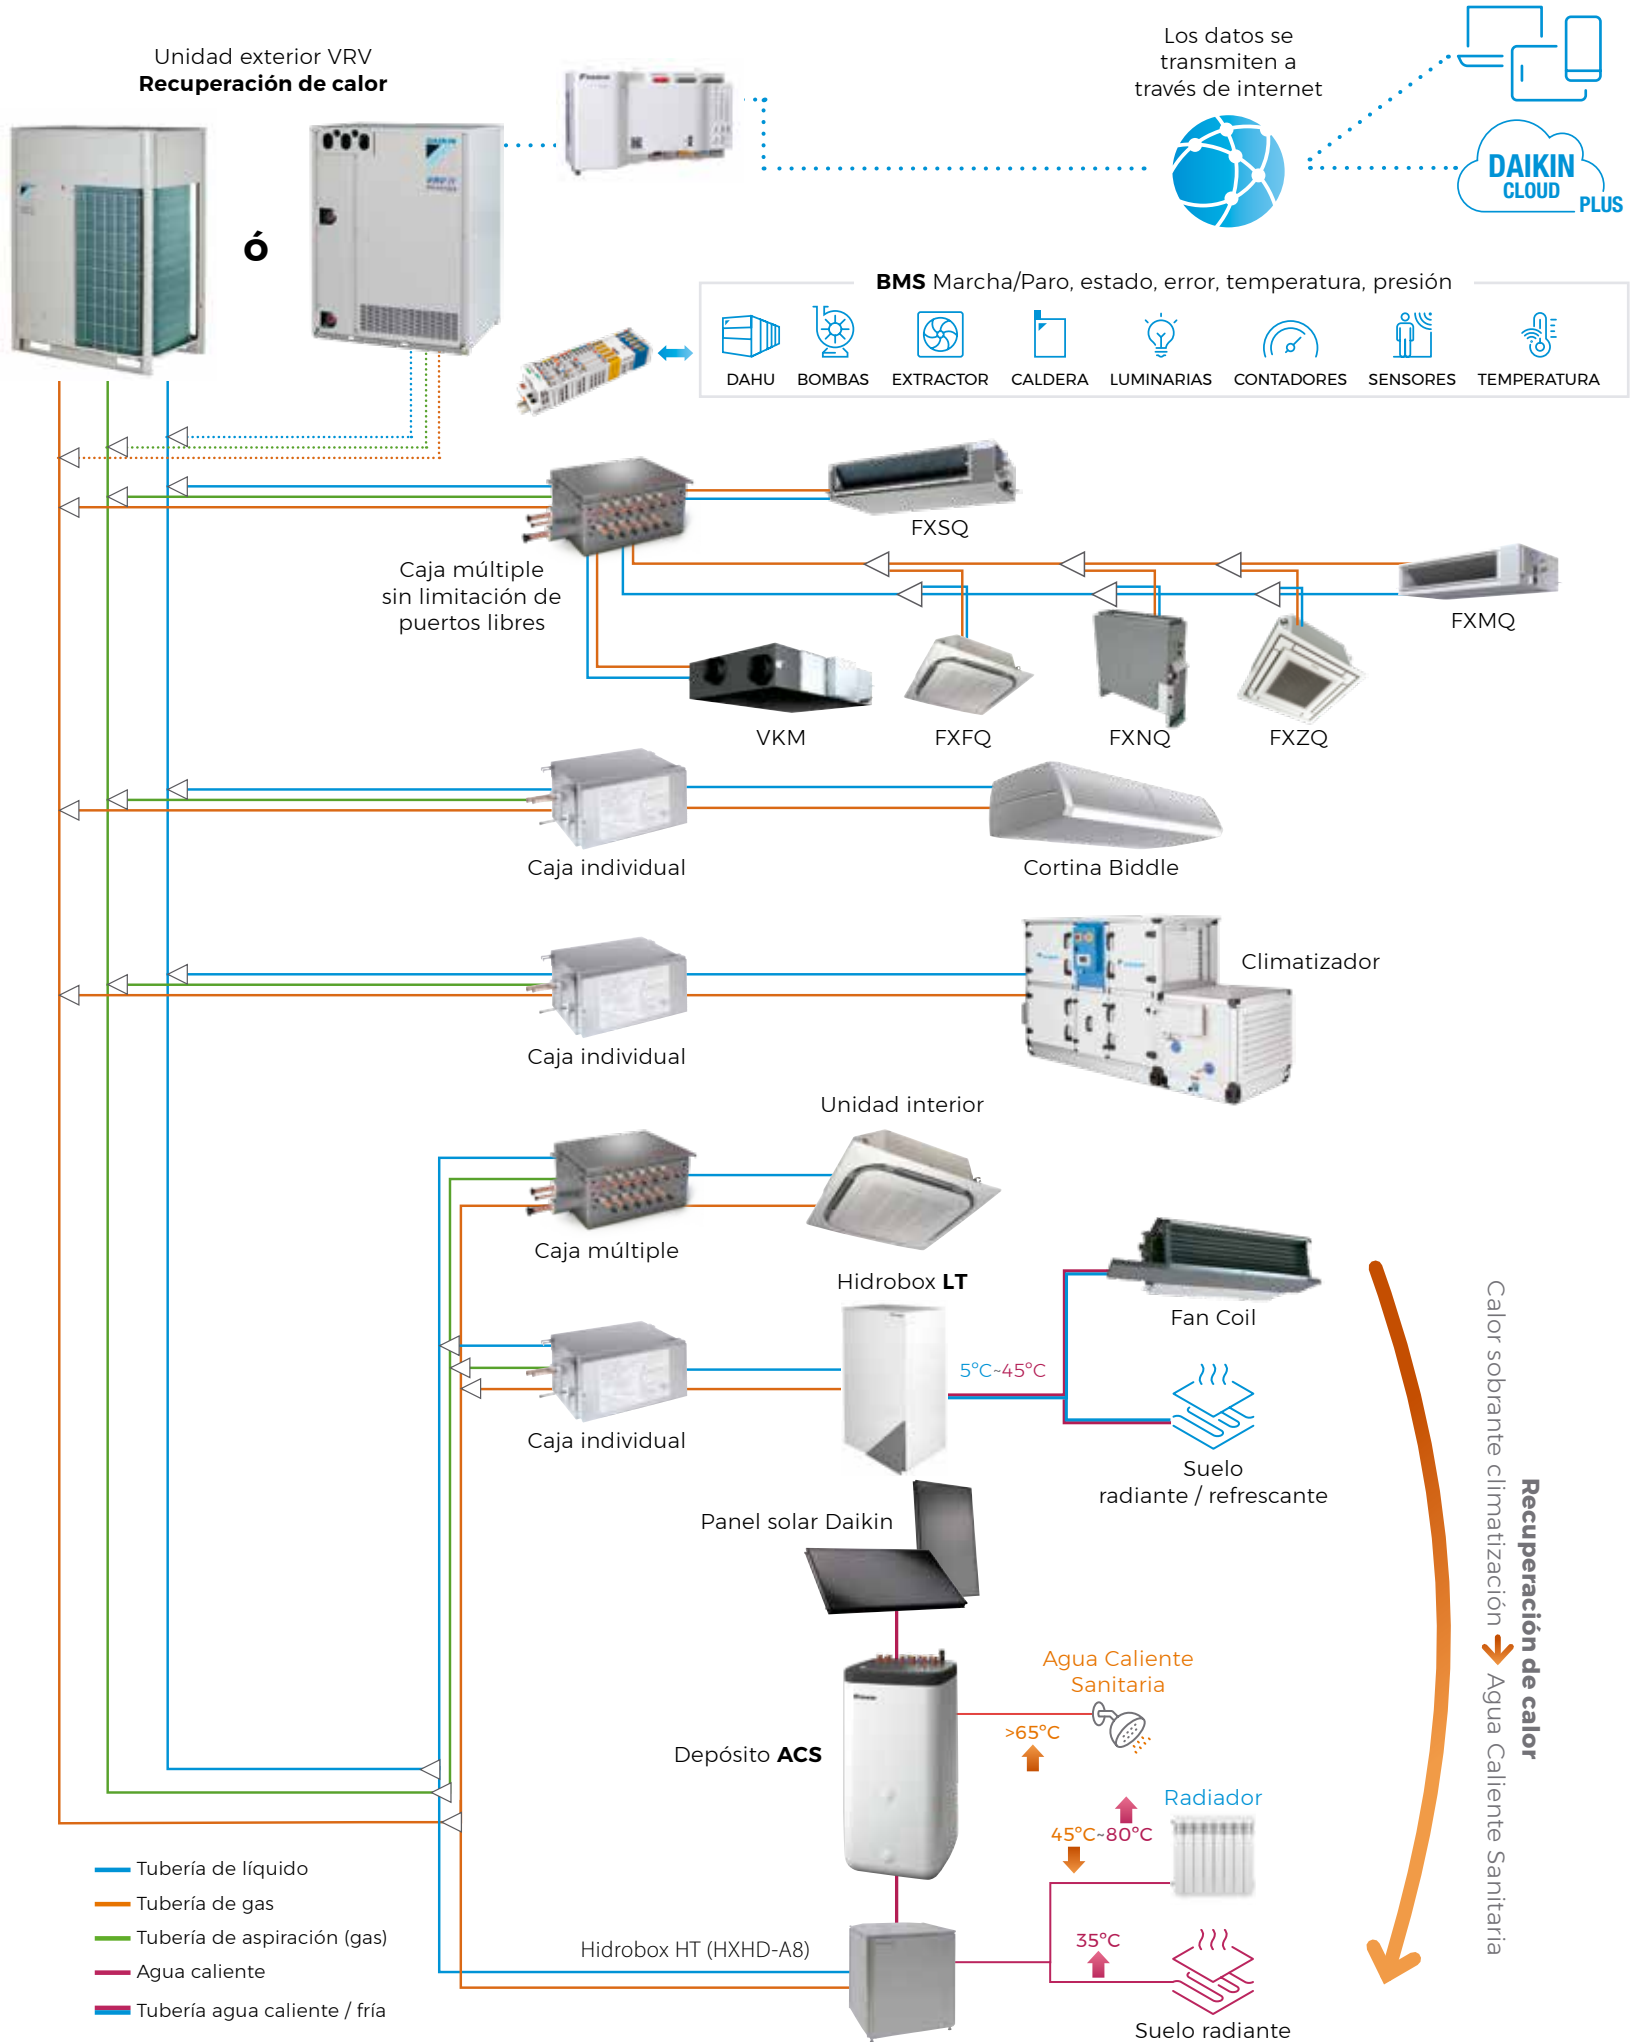 Unidad exterior VRV
Recuperación de calor
Los datos se
transmiten a
través de internet
DAIKIN
CLOUD
PLUS
DAIKIN
VRV IV
ó
BMS Marcha/Paro, estado, error, temperatura, presión
DAHU
BOMBAS
EXTRACTOR
CALDERA
LUMINARIAS
CONTADORES
SENSORES
TEMPERATURA
FXSQ
Caja múltiple
sin limitación de
puertos libres
FXMQ
VKM
FXFQ
FXNQ
FXZQ
Caja individual
Cortina Biddle
Climatizador
Caja individual
Unidad interior
Caja múltiple
Hidrobox LT
Fan Coil
5°C~45°C
Caja individual
Suelo
radiante / refrescante
Panel solar Daikin
Agua Caliente
Sanitaria
>65°C
Depósito ACS
Radiador
45°C~80°C
Recuperación de calor
Calor sobrante climatización
Agua Caliente Sanitaria
Tubería de líquido
Tubería de gas
Tubería de aspiración (gas)
Agua caliente
Tubería agua caliente / fría
Hidrobox HT (HXHD-A8)
35°C
Suelo radiante